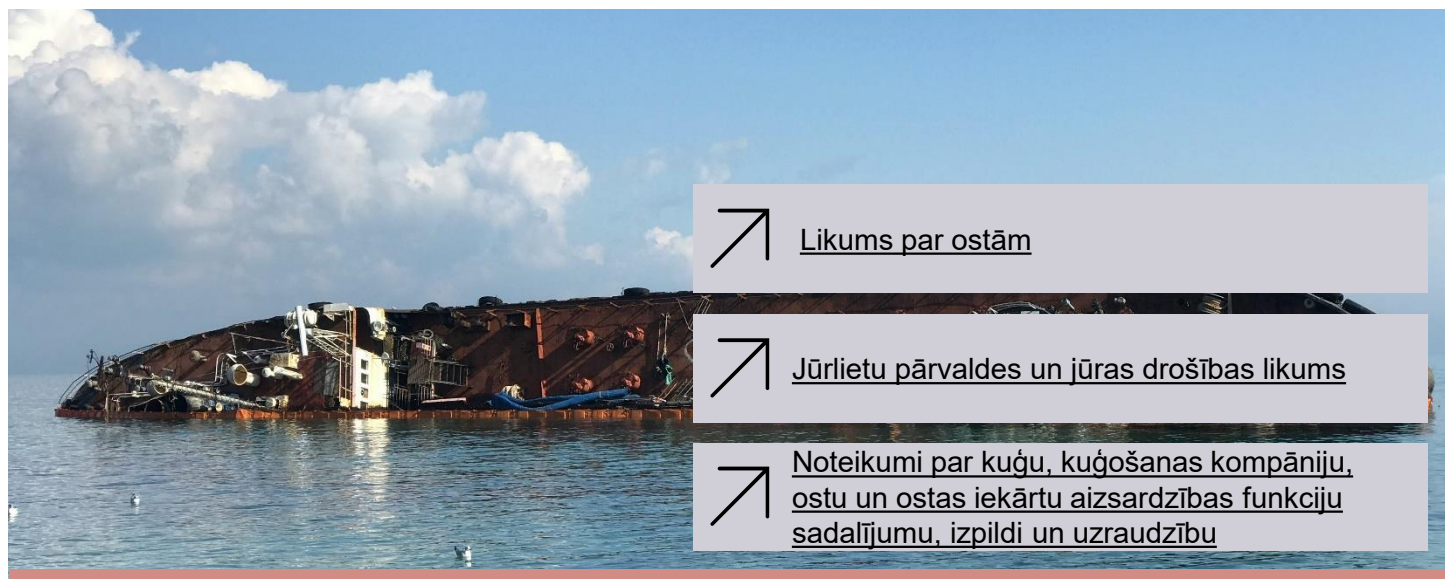 Likums par ostām
Jūrlietu pārvaldes un jūras drošības likums
Noteikumi par kuģu, kuģošanas kompāniju,
ostu un ostas iekārtu aizsardzības funkciju
sadalījumu, izpildi un uzraudzību